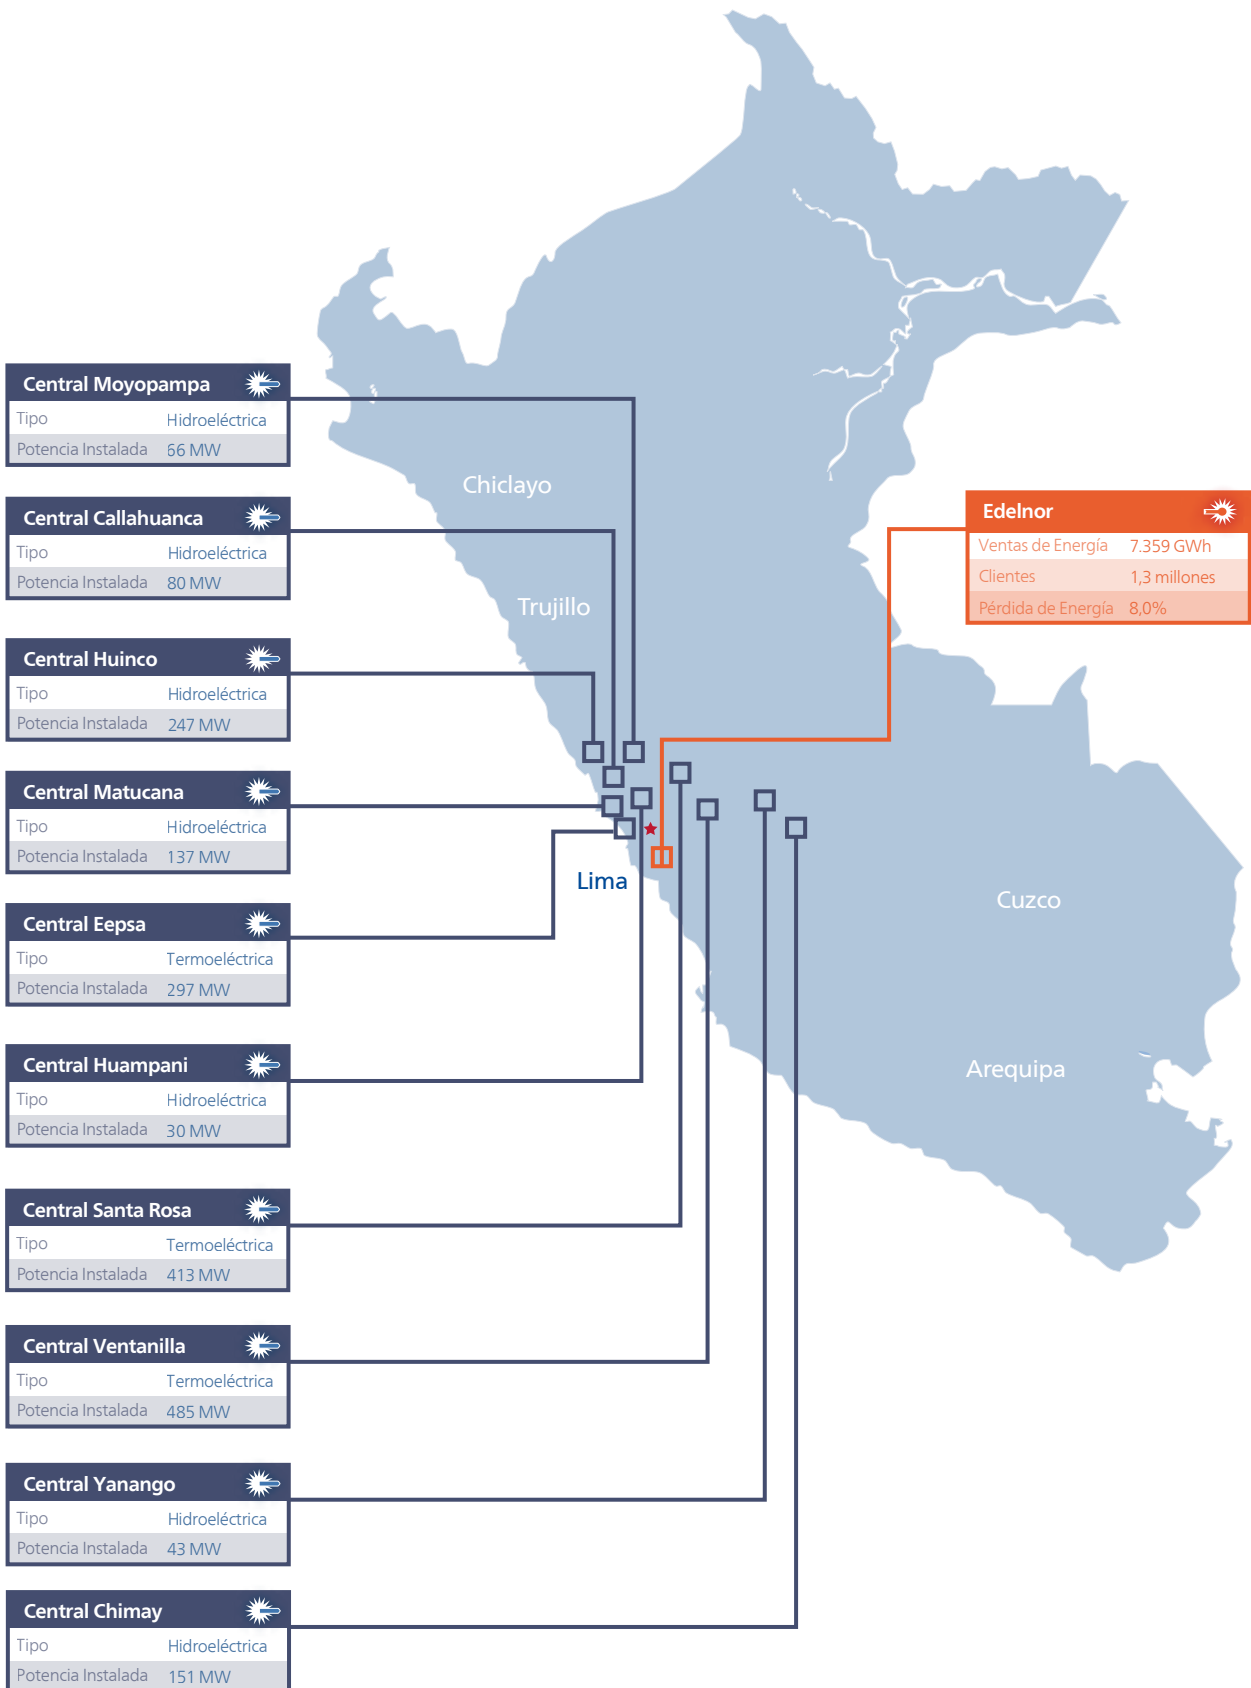 Central Moyopampa
Tipo Hidroeléctrica
Potencia Instalada 66 MW
Central Callahuanca
Tipo Hidroeléctrica
Potencia Instalada 80 MW
Central Huinco
Tipo Hidroeléctrica
Potencia Instalada 247 MW
Central Matucana
Tipo Hidroeléctrica
Potencia Instalada 137 MW
Central Eepsa
Tipo Termoeléctrica
Potencia Instalada 297 MW
Central Huampani
Tipo Hidroeléctrica
Potencia Instalada 30 MW
Central Santa Rosa
Tipo Termoeléctrica
Potencia Instalada 413 MW
Central Ventanilla
Tipo Termoeléctrica
Potencia Instalada 485 MW
Central Yanango
Tipo Hidroeléctrica
Potencia Instalada 43 MW
Central Chimay
Tipo Hidroeléctrica
Potencia Instalada 151 MW
Chiclayo
Trujillo
Lima
Cuzco
Arequipa
Edelnor
Ventas de Energía 7.359 GWh
Clientes 1,3 millones
Pérdida de Energía 8,0%